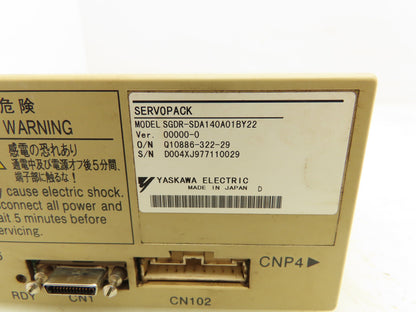 危険
WARNING
感電の恐れあり
通電中及び電源オフ後5分間、
端子部に触るな!
y cause electric shock.
connect all power and
ait 5 minutes before
ervicing.
SERVOPACK
MODEL SGDR-SDA140A01BY22
Ver. 00000-0
O/N Q10886-322-29
S/N D004XJ977110029
YASKAWA ELECTRIC
MADE IN JAPAN D
CNP4
RDY
CN1
CN102